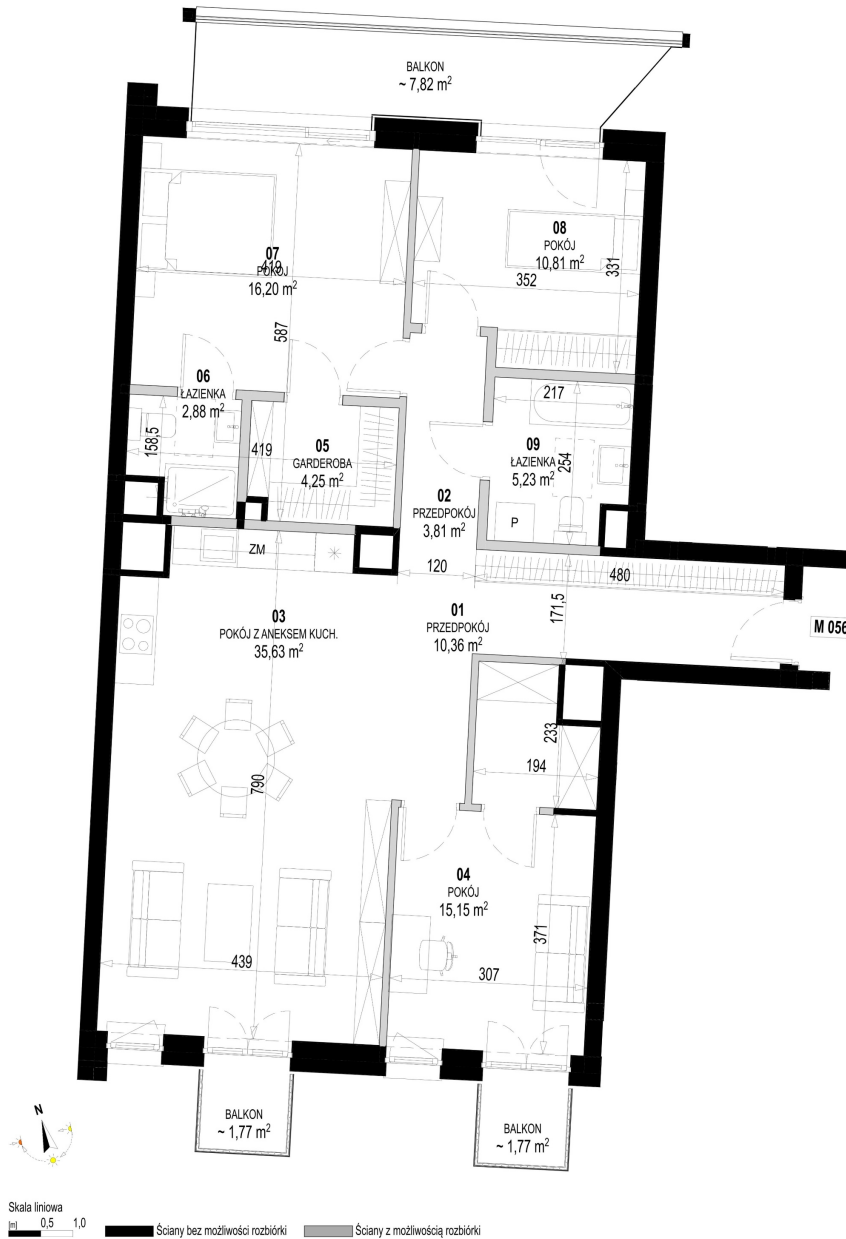 BALKON
~ 7,82 m²
07
POKÓJ
419
16,20 m²
587
08
POKÓJ
10,81 m²
352
331
06
ŁAZIENKA
2,88 m²
158,5
419
05
GARDEROBA
4,25 m²
217
09
ŁAZIENKA
5,23 m²
254
02
PRZEDPOKÓJ
3,81 m²
P
ZM
120
480
171,5
03
POKÓJ Z ANEKSEM KUCH.
35,63 m²
01
PRZEDPOKÓJ
10,36 m²
M 056
233
194
790
04
POKÓJ
15,15 m²
371
439
307
BALKON
~ 1,77 m²
BALKON
~ 1,77 m²
N
Skala liniowa
[m] 0,5 1,0
Ściany bez możliwości rozbiórki
Ściany z możliwością rozbiórki